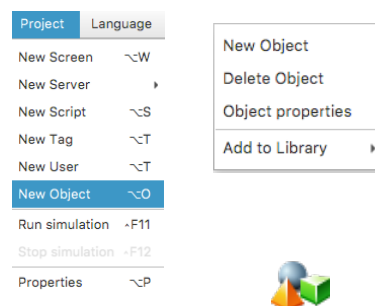 Project Language
New Screen ⌥W
New Server
New Script ⌥S
New Tag ⌥T
New User ⌥T
New Object ⌥O
Run simulation ^F11
Stop simulation ^F12
Properties ⌥P
New Object
Delete Object
Object properties
Add to Library